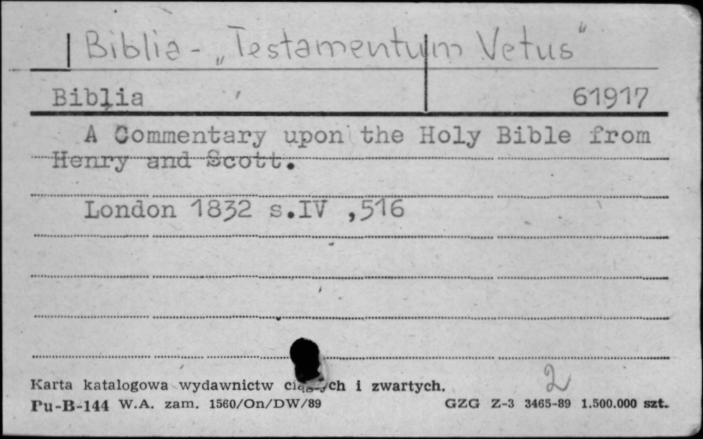 Biblia - „Testamentum Vetus"
Biblia 61917
A Commentary upon the Holy Bible from
Henry and Scott.
London 1832 s.IV ,516
2
Karta katalogowa wydawnictw i zwartych.
Pu-B-144 W.A. zam. 1560/On/DW/89 GZG Z-3 3465-89 1.500.000 szt.